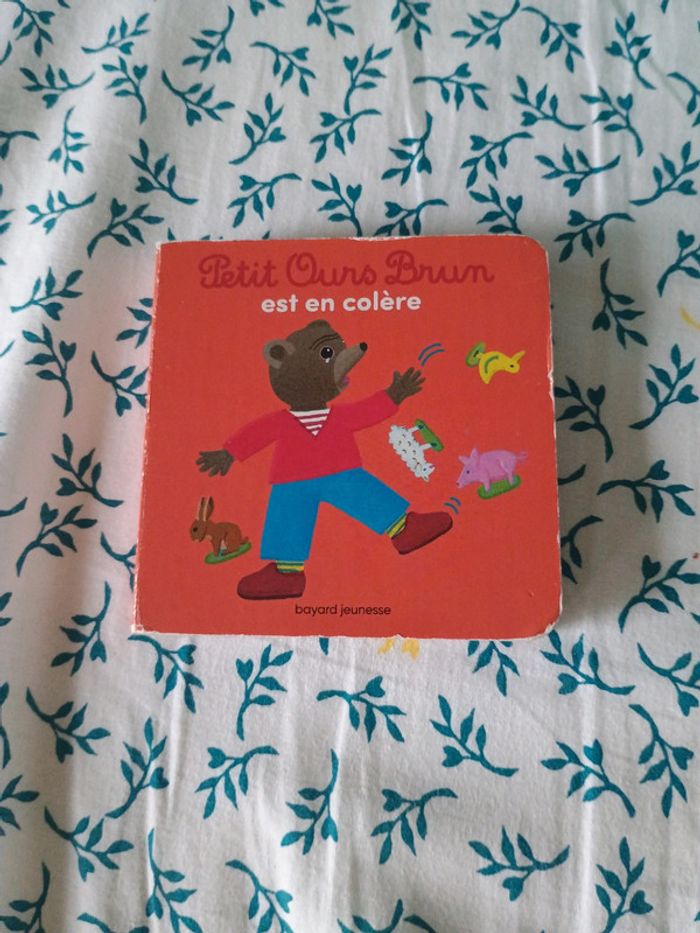 Petit Ours Brun
est en colère
bayard jeunesse